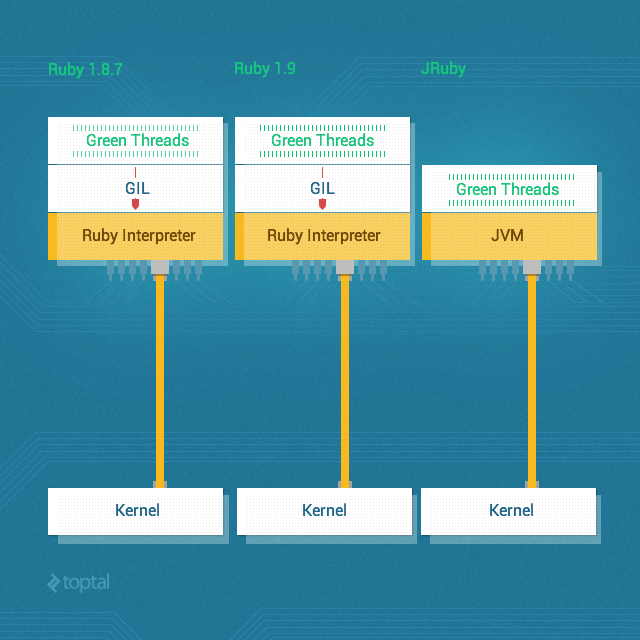 Ruby 1.8.7
Ruby 1.9
JRuby
Green Threads
GIL
Ruby Interpreter
Green Threads
GIL
Ruby Interpreter
Green Threads
JVM
Kernel
Kernel
Kernel
toptal